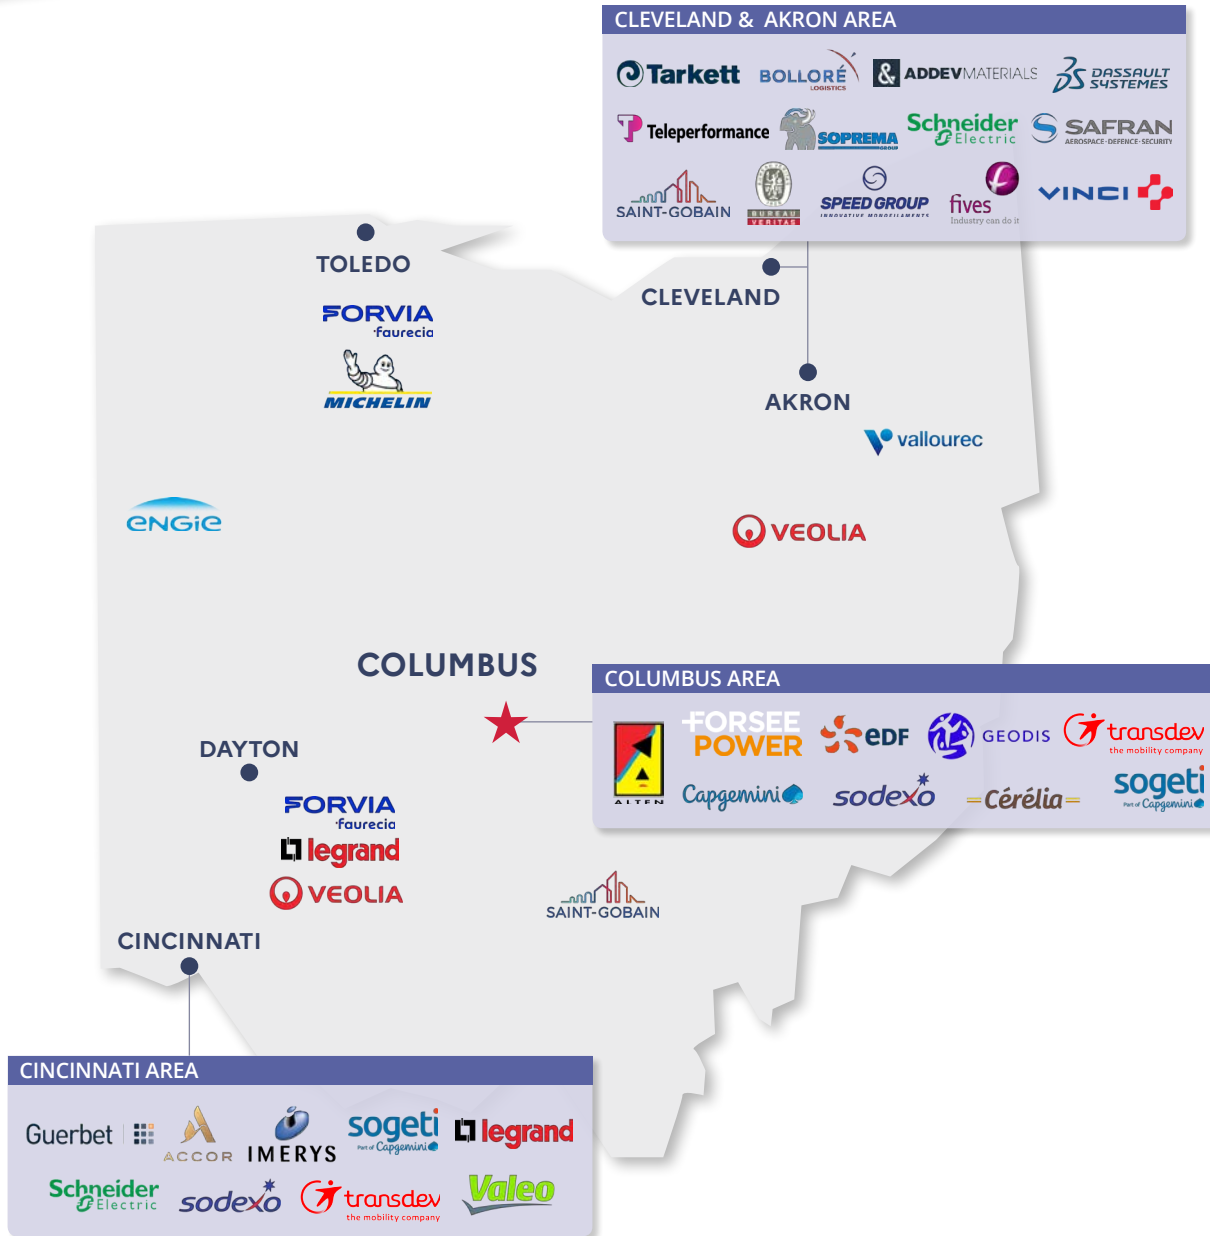 CLEVELAND & AKRON AREA
Tarkett
BOLLORÉ
LOGISTICS
& ADDEV MATERIALS
DASSAULT
SYSTEMES
Teleperformance
SOPREMA
GROUP
Schneider
Electric
SAFRAN
AEROSPACE · DEFENCE · SECURITY
SAINT-GOBAIN
BUREAU
VERITAS
SPEED GROUP
INNOVATIVE MONOFILAMENTS
fives
Industry can do it
VINCI
TOLEDO
FORVIA
faurecia
MICHELIN
CLEVELAND
AKRON
vallourec
ENGIE
VEOLIA
COLUMBUS
COLUMBUS AREA
ALTEN
FORSEE
POWER
EDF
GEODIS
transdev
the mobility company
Capgemini
sodexo
Cérélia
sogeti
Part of Capgemini
DAYTON
FORVIA
faurecia
legrand
VEOLIA
SAINT-GOBAIN
CINCINNATI
CINCINNATI AREA
Guerbet
ACCOR
IMERYS
sogeti
Part of Capgemini
legrand
Schneider
Electric
sodexo
transdev
the mobility company
Valeo